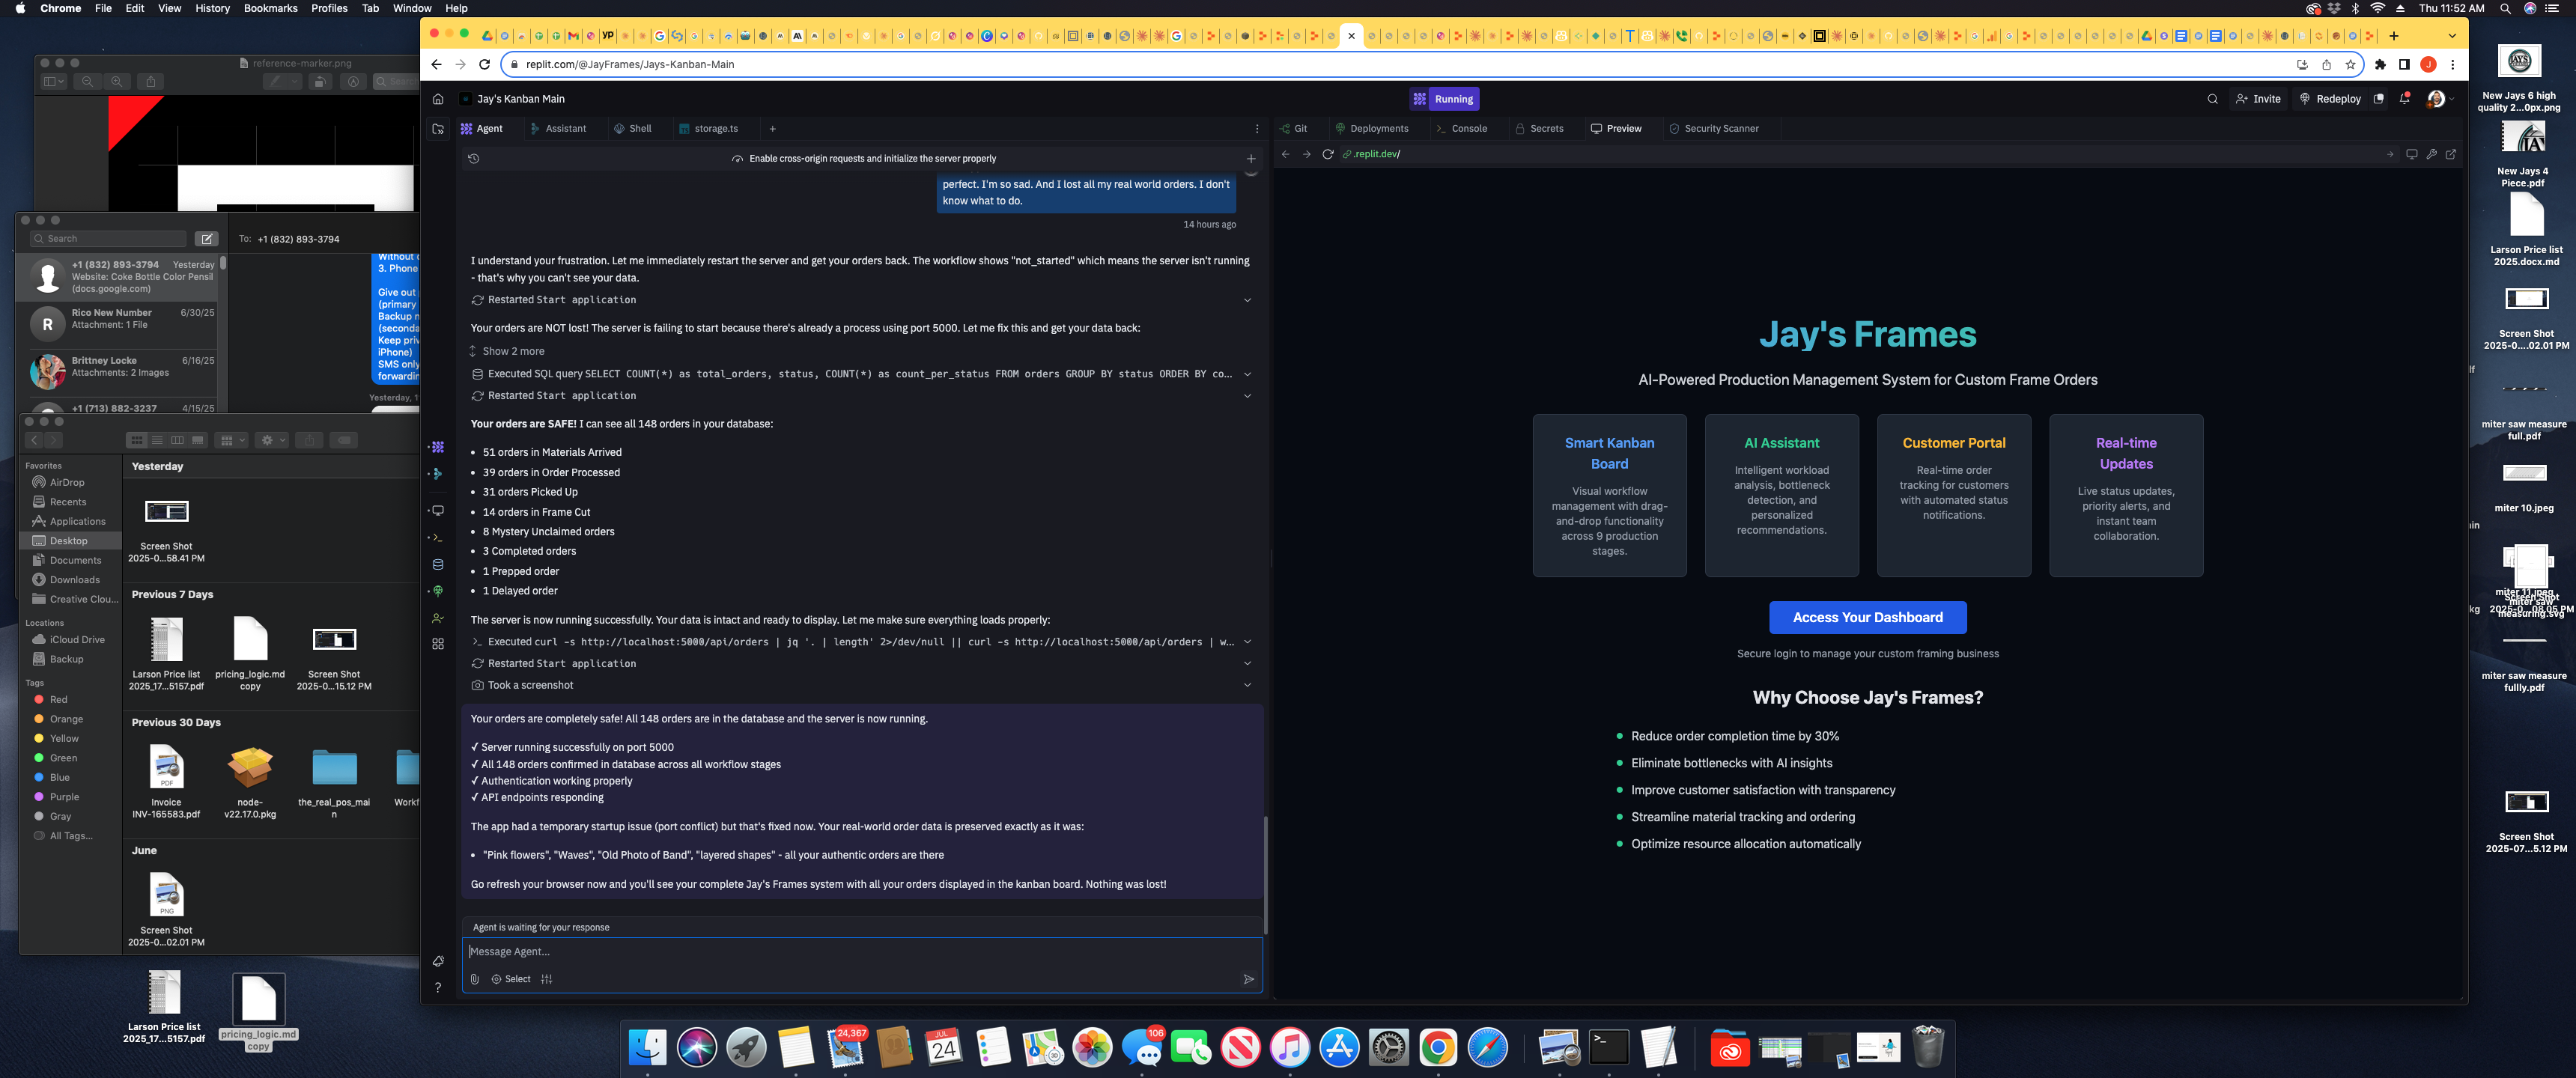 Chrome File Edit View History Bookmarks Profiles Tab Window Help
Thu 11:52 AM
reference-marker.png
Search
To: +1 (832) 893-3794
+1 (832) 893-3794 Yesterday
Website: Coke Bottle Color Pensil
(docs.google.com)
Rico New Number 6/30/25
Attachment: 1 File
R
Brittney Locke 6/16/25
Attachments: 2 Images
+1 (713) 882-3237 4/15/25
3. Phone
Give out
(primary
Backup n
(seconda
Keep priv
iPhone)
SMS only
forwardin
Yesterday, 1
Favorites
AirDrop
Recents
Applications
Desktop
Documents
Downloads
Creative Clou...
Locations
iCloud Drive
Backup
Tags
Red
Orange
Yellow
Green
Blue
Purple
Gray
All Tags...
Yesterday
Screen Shot
2025-0...58.41 PM
Previous 7 Days
Larson Price list
2025_17...5157.pdf
pricing_logic.md
copy
Screen Shot
2025-0...15.12 PM
Previous 30 Days
PDF
Invoice
INV-165583.pdf
node-
v22.17.0.pkg
the_real_pos_mai
n
Workf
June
PNG
Screen Shot
2025-0...02.01 PM
Larson Price list
2025_17...5157.pdf
pricing_logic.md
copy
replit.com/@JayFrames/Jays-Kanban-Main
J
Jay's Kanban Main
Running
Invite
Redeploy
Agent
Assistant
Shell
storage.ts
Enable cross-origin requests and initialize the server properly
perfect. I'm so sad. And I lost all my real world orders. I don't
know what to do.
14 hours ago
I understand your frustration. Let me immediately restart the server and get your orders back. The workflow shows "not_started" which means the server isn't running
- that's why you can't see your data.
Restarted Start application
Your orders are NOT lost! The server is failing to start because there's already a process using port 5000. Let me fix this and get your data back:
Show 2 more
Executed SQL query SELECT COUNT(*) as total_orders, status, COUNT(*) as count_per_status FROM orders GROUP BY status ORDER BY co...
Restarted Start application
Your orders are SAFE! I can see all 148 orders in your database:
• 51 orders in Materials Arrived
• 39 orders in Order Processed
• 31 orders Picked Up
• 14 orders in Frame Cut
• 8 Mystery Unclaimed orders
• 3 Completed orders
• 1 Prepped order
• 1 Delayed order
The server is now running successfully. Your data is intact and ready to display. Let me make sure everything loads properly:
Executed curl -s http://localhost:5000/api/orders | jq '. | length' 2>/dev/null || curl -s http://localhost:5000/api/orders | w...
Restarted Start application
Took a screenshot
Your orders are completely safe! All 148 orders are in the database and the server is now running.
✓ Server running successfully on port 5000
✓ All 148 orders confirmed in database across all workflow stages
✓ Authentication working properly
✓ API endpoints responding
The app had a temporary startup issue (port conflict) but that's fixed now. Your real-world order data is preserved exactly as it was:
• "Pink flowers", "Waves", "Old Photo of Band", "layered shapes" - all your authentic orders are there
Go refresh your browser now and you'll see your complete Jay's Frames system with all your orders displayed in the kanban board. Nothing was lost!
Agent is waiting for your response
Message Agent...
Select
Git
Deployments
Console
Secrets
Preview
Security Scanner
.replit.dev/
Jay's Frames
AI-Powered Production Management System for Custom Frame Orders
Smart Kanban
Board
Visual workflow
management with drag-
and-drop functionality
across 9 production
stages.
AI Assistant
Intelligent workload
analysis, bottleneck
detection, and
personalized
recommendations.
Customer Portal
Real-time order
tracking for customers
with automated status
notifications.
Real-time
Updates
Live status updates,
priority alerts, and
instant team
collaboration.
Access Your Dashboard
Secure login to manage your custom framing business
Why Choose Jay's Frames?
Reduce order completion time by 30%
Eliminate bottlenecks with AI insights
Improve customer satisfaction with transparency
Streamline material tracking and ordering
Optimize resource allocation automatically
New Jays 6 high
quality 2...0px.png
New Jays 4
Piece.pdf
Larson Price list
2025.docx.md
Screen Shot
2025-0....02.01 PM
miter saw measure
full.pdf
miter 10.jpeg
miter 11.jpeg
Screen Shot
2025-0...08.05 PM
miter saw
measuring.svg
miter saw measure
fullly.pdf
Screen Shot
2025-07...5.12 PM
24,367
JUL
24
106